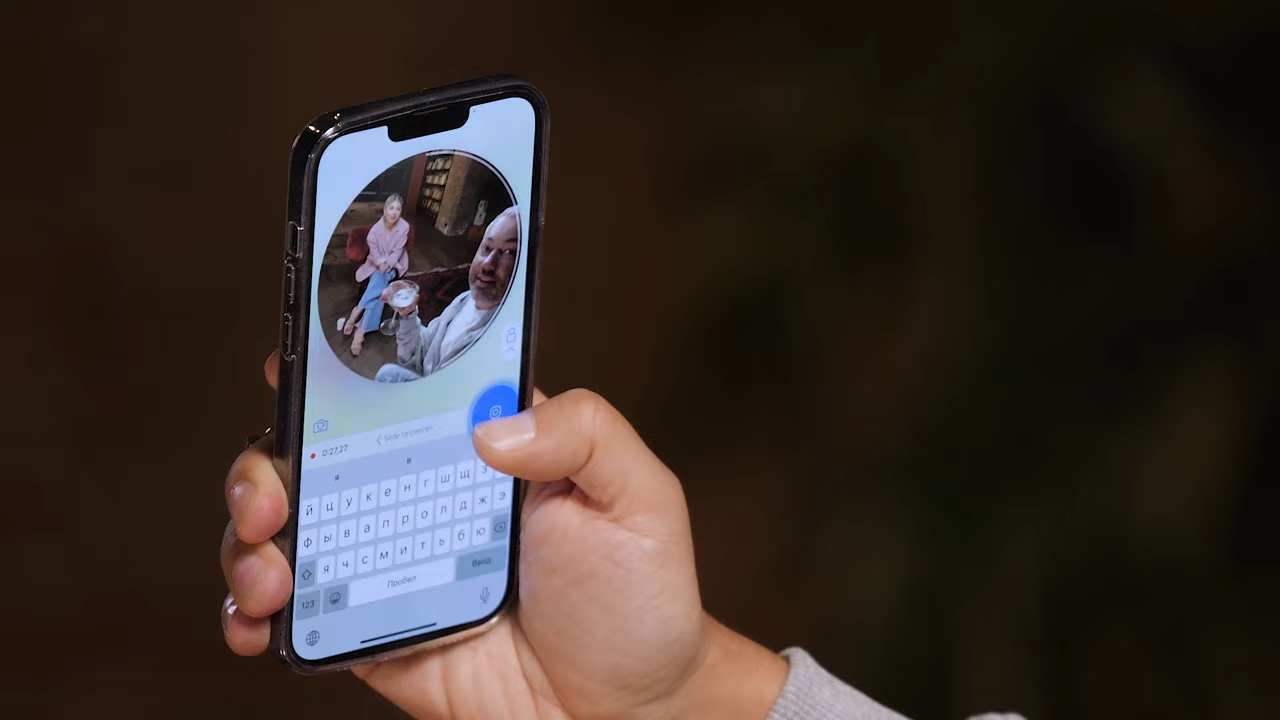 0:27,27 Slide to cancel
я в
й ц у к е н г ш щ з
ф ы в а п р о л д ж э
я ч с м и т ь б ю
123 Пробел Ввод